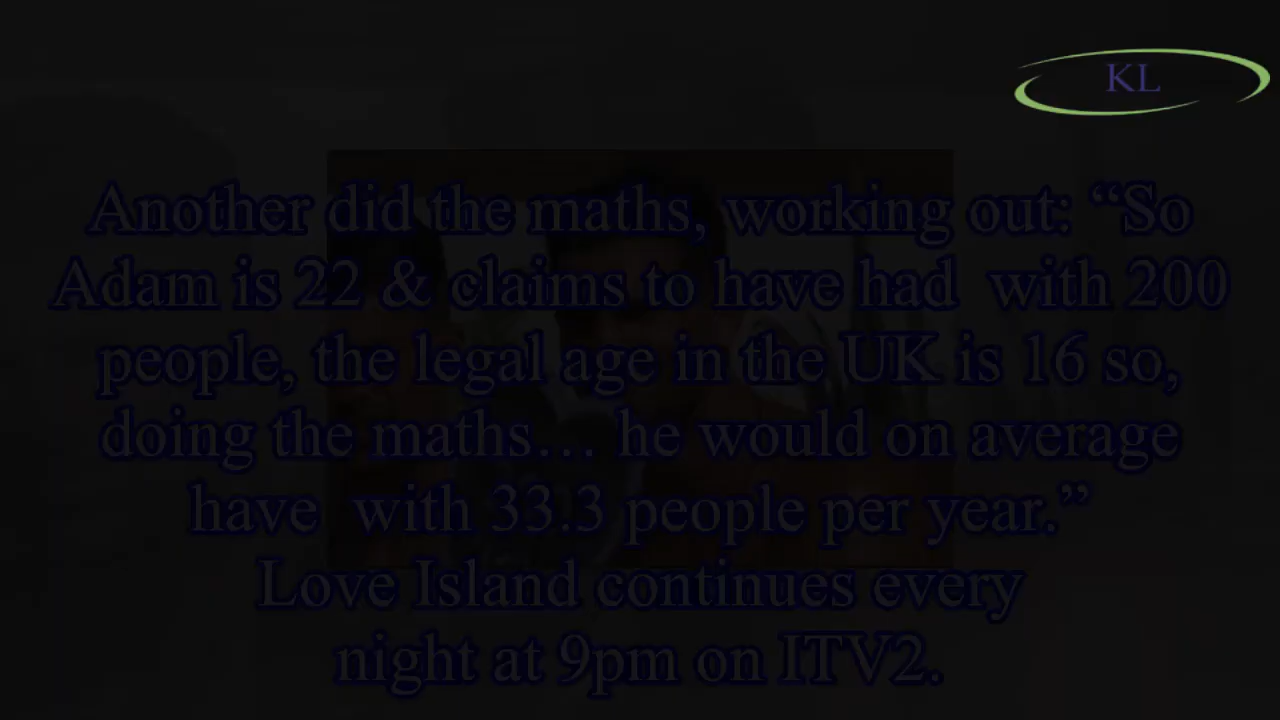 KL
Another did the maths, working out: “So
Adam is 22 & claims to have had  with 200
people, the legal age in the UK is 16 so,
doing the maths… he would on average
have  with 33.3 people per year.”
Love Island continues every
night at 9pm on ITV2.